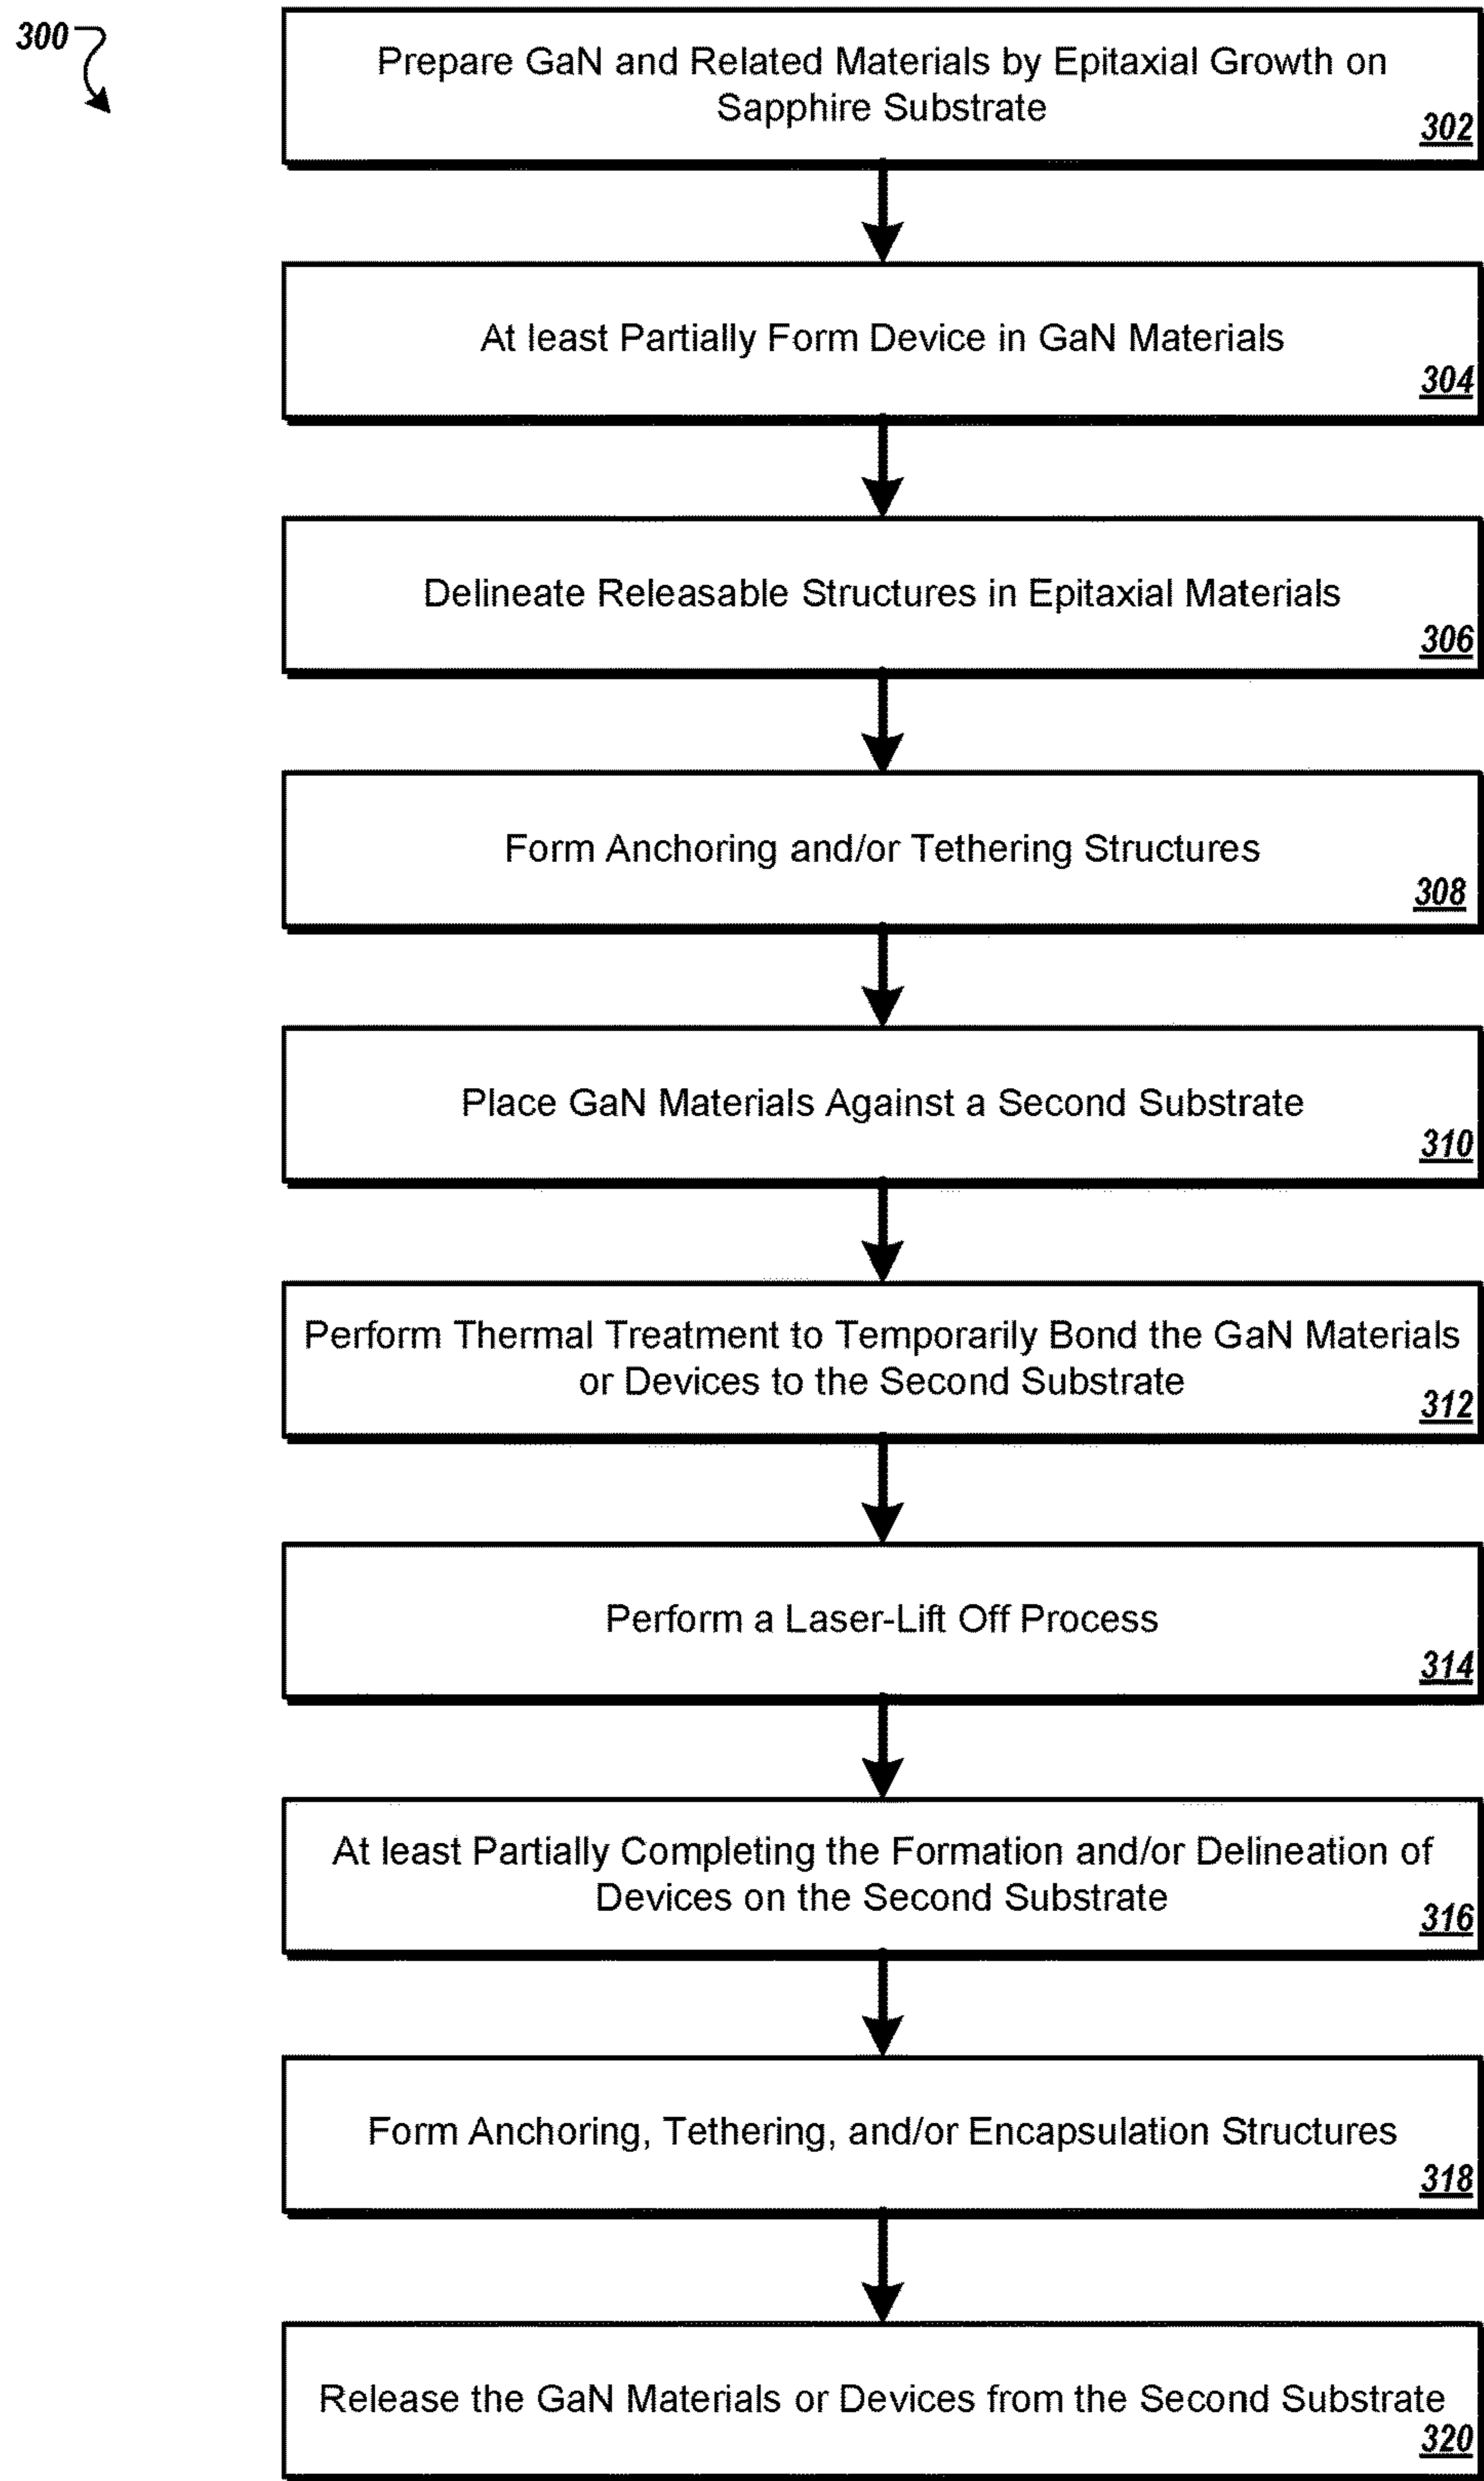 300
Prepare GaN and Related Materials by Epitaxial Growth on
Sapphire Substrate
302
At least Partially Form Device in GaN Materials
304
Delineate Releasable Structures in Epitaxial Materials
306
Form Anchoring and/or Tethering Structures
308
Place GaN Materials Against a Second Substrate
310
Perform Thermal Treatment to Temporarily Bond the GaN Materials
or Devices to the Second Substrate
312
Perform a Laser-Lift Off Process
314
At least Partially Completing the Formation and/or Delineation of
Devices on the Second Substrate
316
Form Anchoring, Tethering, and/or Encapsulation Structures
318
Release the GaN Materials or Devices from the Second Substrate
320